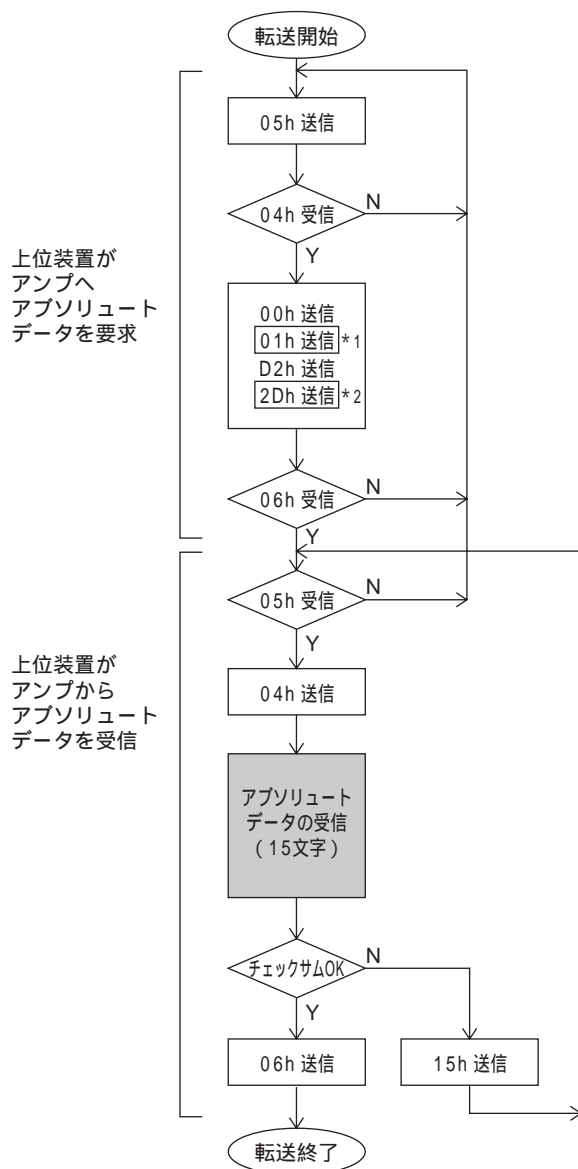 転送開始
05h 送信
04h 受信
N
Y
上位装置が
アンプへ
アブソリュート
データを要求
00h 送信
01h 送信 *1
D2h 送信
2Dh 送信 *2
06h 受信
N
Y
05h 受信
N
Y
上位装置が
アンプから
アブソリュート
データを受信
04h 送信
アブソリュート
データの受信
(15文字)
チェックサムOK
N
Y
06h 送信
15h 送信
転送終了